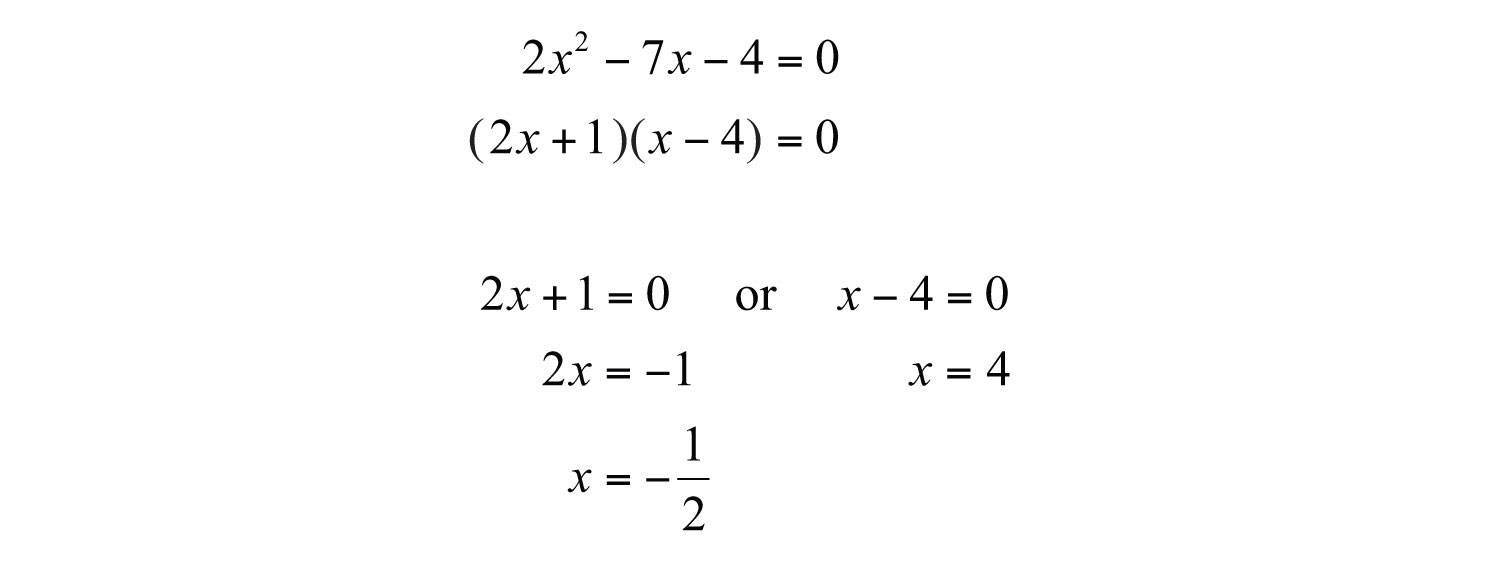 2x² − 7x − 4 = 0
(2x + 1)(x − 4) = 0
2x + 1 = 0 or x − 4 = 0
2x = −1 x = 4
x = −1/2